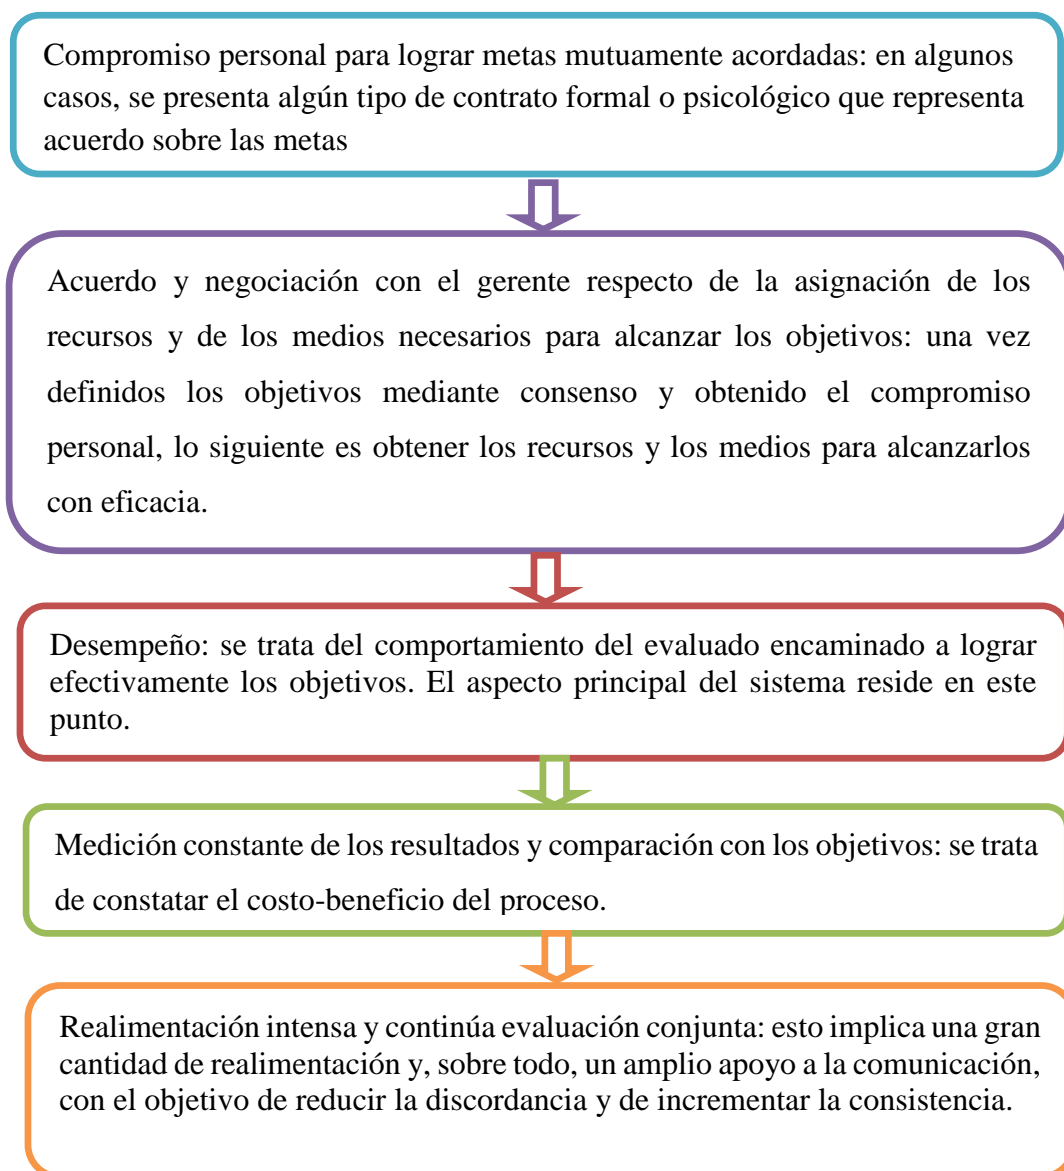 Compromiso personal para lograr metas mutuamente acordadas: en algunos
casos, se presenta algún tipo de contrato formal o psicológico que representa
acuerdo sobre las metas
Acuerdo y negociación con el gerente respecto de la asignación de los
recursos y de los medios necesarios para alcanzar los objetivos: una vez
definidos los objetivos mediante consenso y obtenido el compromiso
personal, lo siguiente es obtener los recursos y los medios para alcanzarlos
con eficacia.
Desempeño: se trata del comportamiento del evaluado encaminado a lograr
efectivamente los objetivos. El aspecto principal del sistema reside en este
punto.
Medición constante de los resultados y comparación con los objetivos: se trata
de constatar el costo-beneficio del proceso.
Realimentación intensa y continúa evaluación conjunta: esto implica una gran
cantidad de realimentación y, sobre todo, un amplio apoyo a la comunicación,
con el objetivo de reducir la discordancia y de incrementar la consistencia.